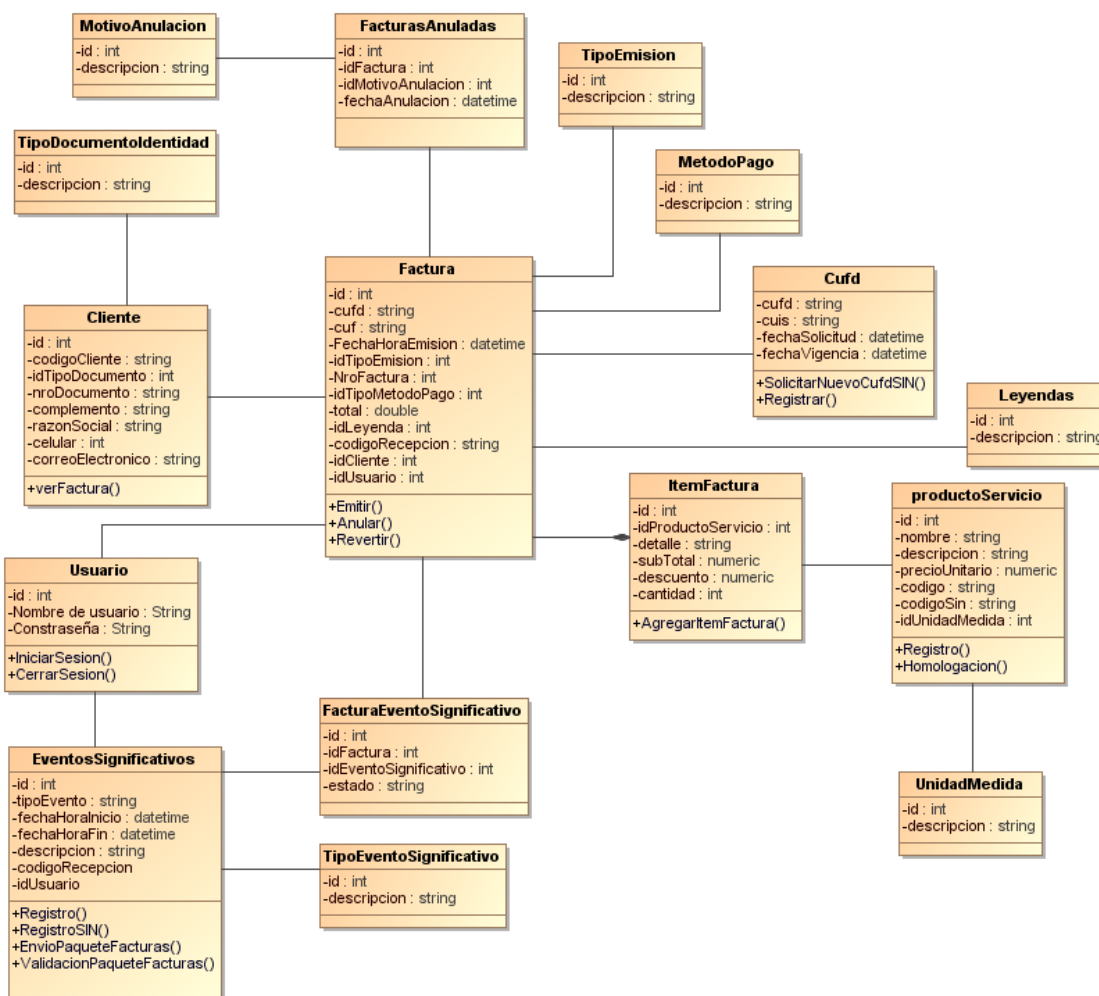 MotivoAnulacion
-id : int
-descripcion : string
FacturasAnuladas
-id : int
-idFactura : int
-idMotivoAnulacion : int
-fechaAnulacion : datetime
TipoEmision
-id : int
-descripcion : string
TipoDocumentoIdentidad
-id : int
-descripcion : string
MetodoPago
-id : int
-descripcion : string
Factura
-id : int
-cufd : string
-cuf : string
-FechaHoraEmision : datetime
-idTipoEmision : int
-NroFactura : int
-idTipoMetodoPago : int
-total : double
-idLeyenda : int
-codigoRecepcion : string
-idCliente : int
-idUsuario : int
+Emitir()
+Anular()
+Revertir()
Cufd
-cufd : string
-cuis : string
-fechaSolicitud : datetime
-fechaVigencia : datetime
+SolicitarNuevoCufdSIN()
+Registrar()
Cliente
-id : int
-codigoCliente : string
-idTipoDocumento : int
-nroDocumento : string
-complemento : string
-razonSocial : string
-celular : int
-correoElectronico : string
+verFactura()
Leyendas
-id : int
-descripcion : string
ItemFactura
-id : int
-idProductoServicio : int
-detalle : string
-subTotal : numeric
-descuento : numeric
-cantidad : int
+AgregarItemFactura()
productoServicio
-id : int
-nombre : string
-descripcion : string
-precioUnitario : numeric
-codigo : string
-codigoSin : string
-idUnidadMedida : int
+Registro()
+Homologacion()
Usuario
-id : int
-Nombre de usuario : String
-Constraseña : String
+IniciarSesion()
+CerrarSesion()
FacturaEventoSignificativo
-id : int
-idFactura : int
-idEventoSignificativo : int
-estado : string
EventosSignificativos
-id : int
-tipoEvento : string
-fechaHoraInicio : datetime
-fechaHoraFin : datetime
-descripcion : string
-codigoRecepcion
-idUsuario
+Registro()
+RegistroSIN()
+EnvioPaqueteFacturas()
+ValidacionPaqueteFacturas()
UnidadMedida
-id : int
-descripcion : string
TipoEventoSignificativo
-id : int
-descripcion : string